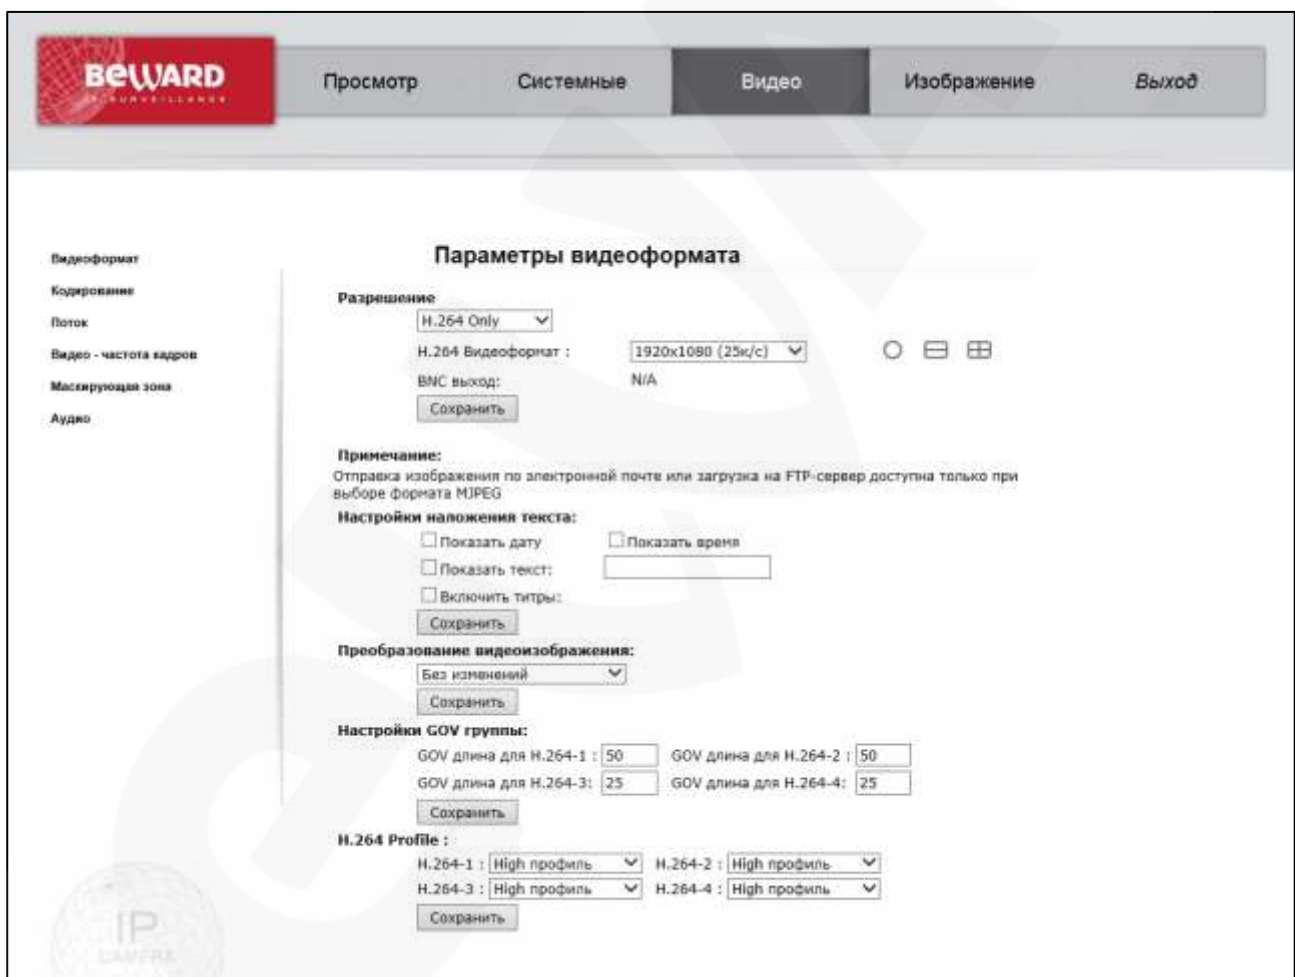 BEWARD
IP SURVEILLANCE
Просмотр Системные Видео Изображение Выход
Параметры видеоформата
Видеоформат
Кодирование
Поток
Видео - частота кадров
Маскирующая зона
Аудио
Разрешение
H.264 Only
H.264 Видеоформат : 1920x1080 (25к/с)
BNC выход: N/A
Сохранить
Примечание:
Отправка изображения по электронной почте или загрузка на FTP-сервер доступна только при
выборе формата MJPEG
Настройки наложения текста:
Показать дату Показать время
Показать текст:
Включить титры:
Сохранить
Преобразование видеоизображения:
Без изменений
Сохранить
Настройки GOV группы:
GOV длина для H.264-1 : 50 GOV длина для H.264-2 : 50
GOV длина для H.264-3: 25 GOV длина для H.264-4: 25
Сохранить
H.264 Profile :
H.264-1 : High профиль H.264-2 : High профиль
H.264-3 : High профиль H.264-4 : High профиль
Сохранить
IP
CAMERA